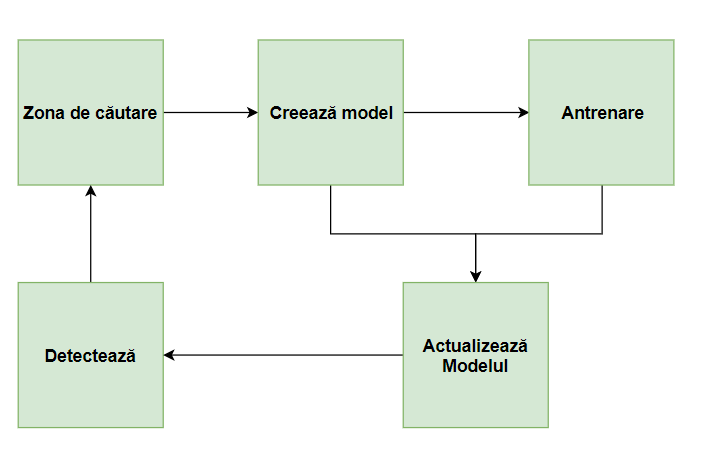 Zona de căutare
Creează model
Antrenare
Detectează
Actualizează
Modelul